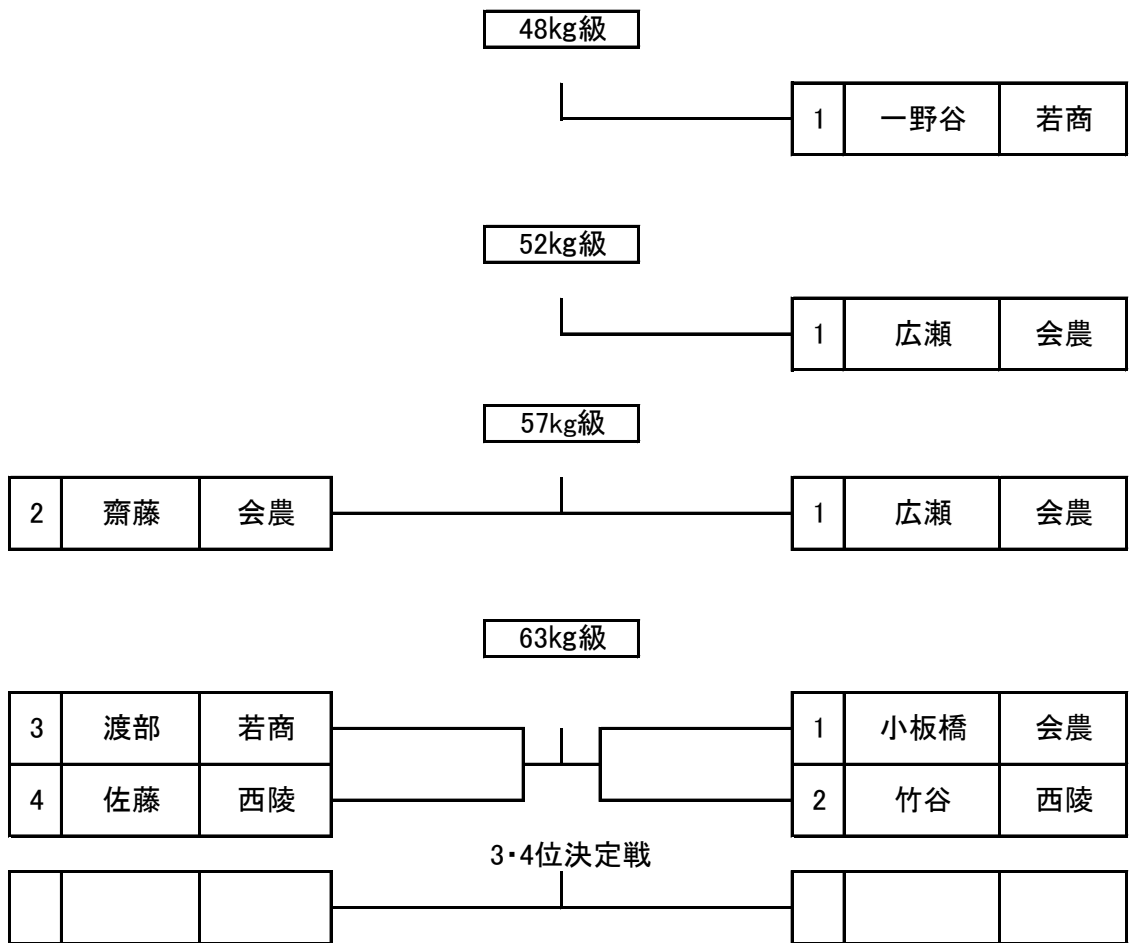 48kg級
1 一野谷 若商
52kg級
1 広瀬 会農
57kg級
2 齋藤 会農 1 広瀬 会農
63kg級
3 渡部 若商 1 小板橋 会農
4 佐藤 西陵 2 竹谷 西陵
3・4位決定戦